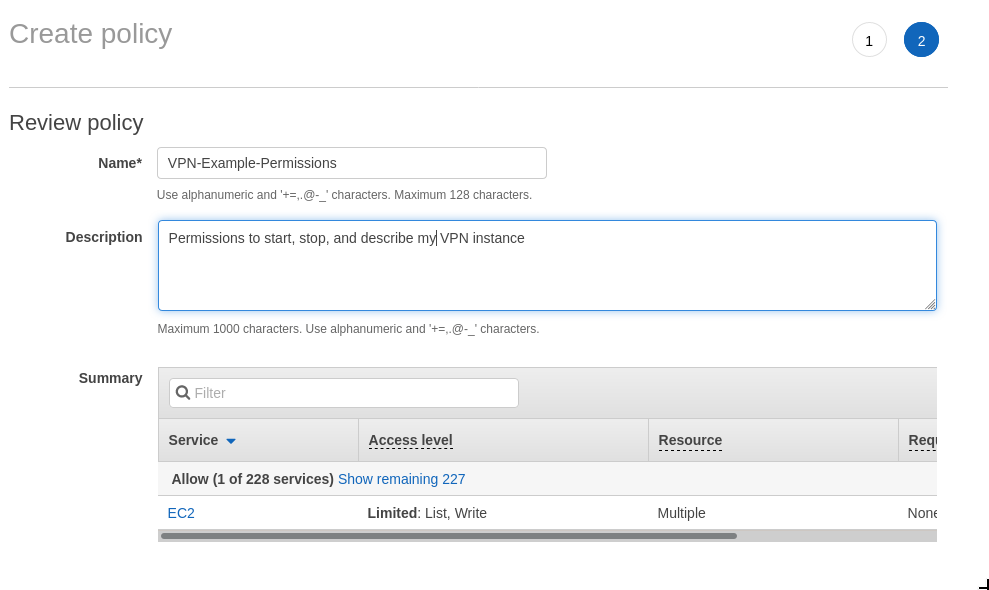 Create policy
1
2
Review policy
Name*
VPN-Example-Permissions
Use alphanumeric and '+=,.@-_' characters. Maximum 128 characters.
Description
Permissions to start, stop, and describe my VPN instance
Maximum 1000 characters. Use alphanumeric and '+=,.@-_' characters.
Summary
Filter
Service Access level Resource Requ
Allow (1 of 228 services) Show remaining 227
EC2 Limited: List, Write Multiple None